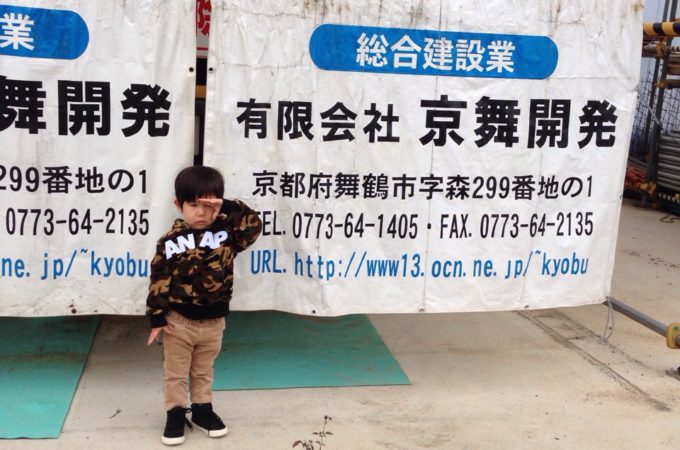 業
舞開発
299番地の1
0773-64-2135
ne.jp/~kyobu
総合建設業
有限会社 京舞開発
京都府舞鶴市字森299番地の1
TEL. 0773-64-1405・FAX. 0773-64-2135
URL. http://www13.ocn.ne.jp/~kyobu
ANAP